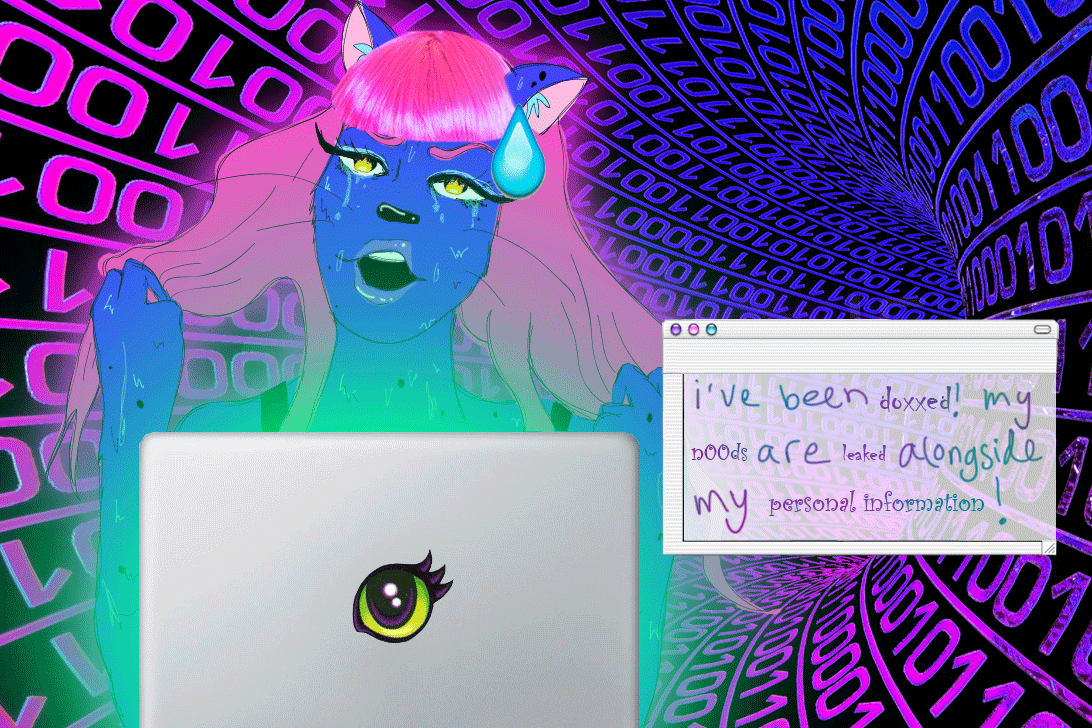 i've been doxxed! my
n00ds are leaked alongside
my personal information!